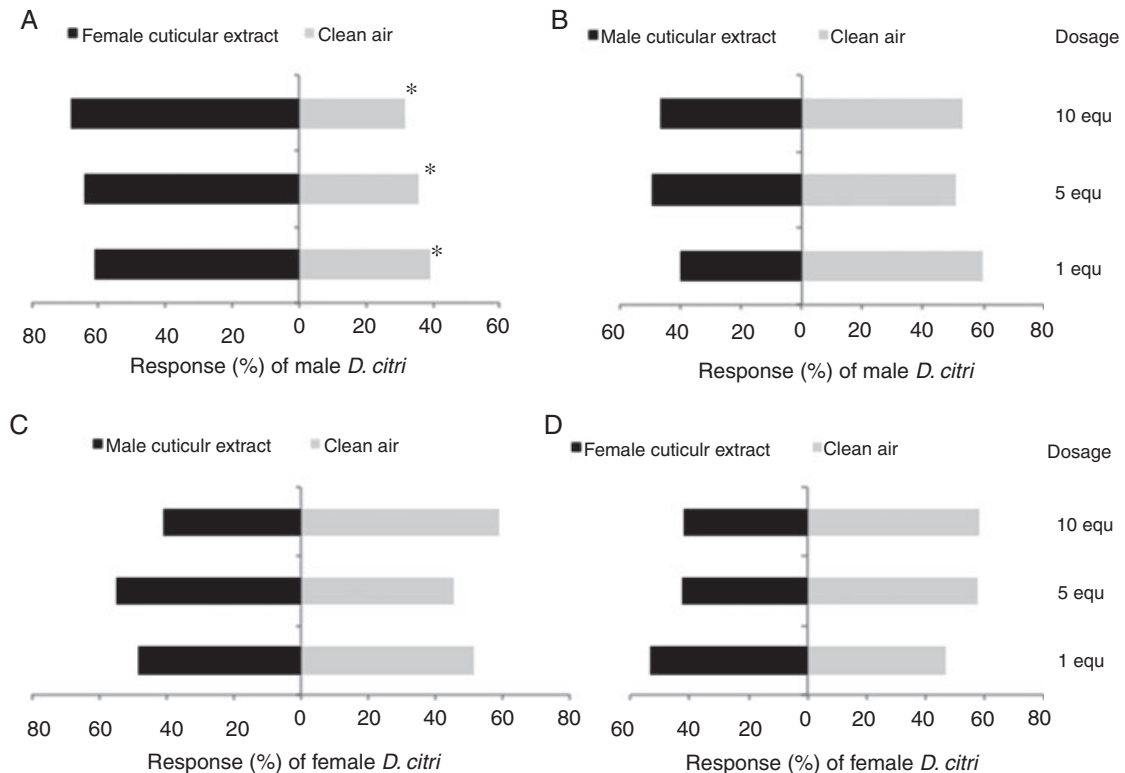 A
Female cuticular extract Clean air
*
*
*
80 60 40 20 0 20 40 60
Response (%) of male D. citri
B
Male cuticular extract Clean air Dosage
10 equ
5 equ
1 equ
60 40 20 0 20 40 60 80
Response (%) of male D. citri
C
Male cuticulr extract Clean air
80 60 40 20 0 20 40 60 80
Response (%) of female D. citri
D
Female cuticulr extract Clean air Dosage
10 equ
5 equ
1 equ
60 40 20 0 20 40 60 80
Response (%) of female D. citri